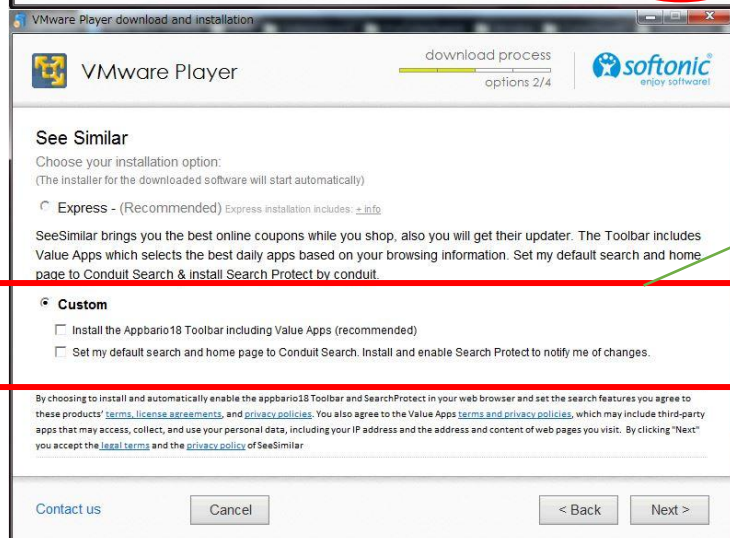 VMware Player download and installation
VMware Player
download process
options 2/4
softonic
enjoy software!
See Similar
Choose your installation option:
(The installer for the downloaded software will start automatically)
Express - (Recommended) Express installation includes: + info
SeeSimilar brings you the best online coupons while you shop, also you will get their updater. The Toolbar includes
Value Apps which selects the best daily apps based on your browsing information. Set my default search and home
page to Conduit Search & install Search Protect by conduit.
Custom
Install the Appbario18 Toolbar including Value Apps (recommended)
Set my default search and home page to Conduit Search. Install and enable Search Protect to notify me of changes.
By choosing to install and automatically enable the appbario18 Toolbar and SearchProtect in your web browser and set the search features you agree to
these products' terms, license agreements, and privacy policies. You also agree to the Value Apps terms and privacy policies, which may include third-party
apps that may access, collect, and use your personal data, including your IP address and the address and content of web pages you visit. By clicking "Next"
you accept the legal terms and the privacy policy of SeeSimilar
Contact us
Cancel
< Back
Next >